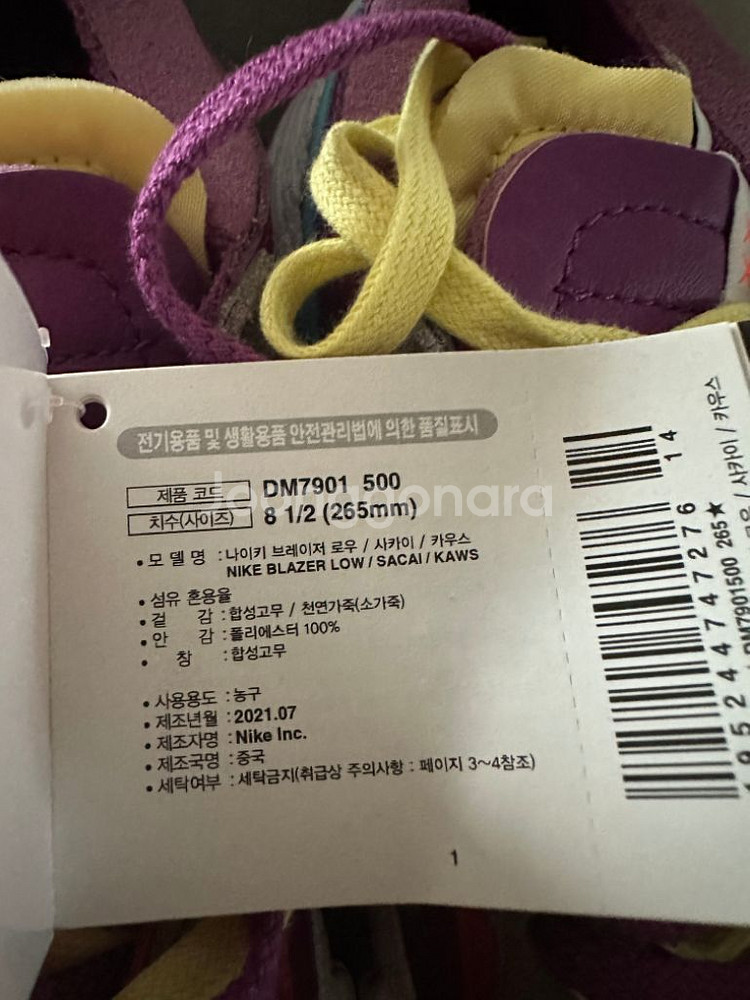 전기용품 및 생활용품 안전관리법에 의한 품질표시
제품 코드 DM7901 500
치수(사이즈) 8 1/2 (265mm)
• 모 델 명 : 나이키 브레이저 로우 / 사카이 / 카우스
NIKE BLAZER LOW / SACAI / KAWS
• 섬유 혼용율
• 겉 감 : 합성고무 / 천연가죽(소가죽)
• 안 감 : 폴리에스터 100%
• 창 : 합성고무
• 사용용도 : 농구
• 제조년월 : 2021.07
• 제조자명 : Nike Inc.
• 제조국명 : 중국
• 세탁여부 : 세탁금지(취급상 주의사항 : 페이지 3~4참조)
1
14
195244747276
DM7901500 265★
/ 사카이 / 카우스
joonggonara